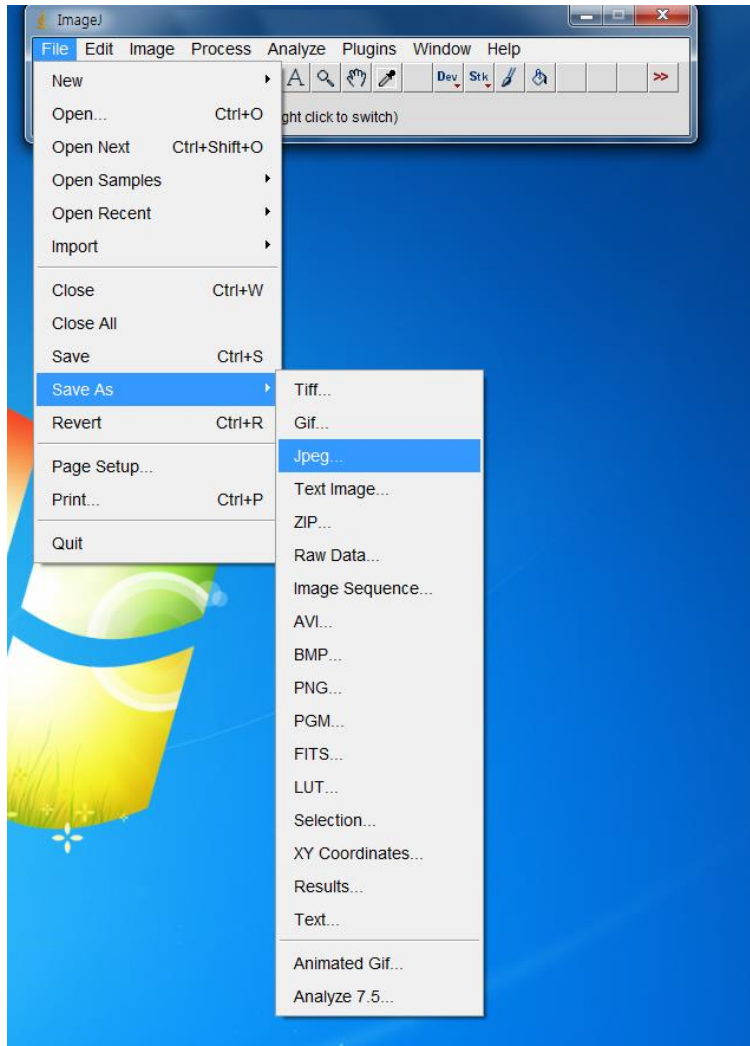 ImageJ
File Edit Image Process Analyze Plugins Window Help
A Dev Stk >>
ght click to switch)
New
Open... Ctrl+O
Open Next Ctrl+Shift+O
Open Samples
Open Recent
Import
Close Ctrl+W
Close All
Save Ctrl+S
Save As
Revert Ctrl+R
Page Setup...
Print... Ctrl+P
Quit
Tiff...
Gif...
Jpeg...
Text Image...
ZIP...
Raw Data...
Image Sequence...
AVI...
BMP...
PNG...
PGM...
FITS...
LUT...
Selection...
XY Coordinates...
Results...
Text...
Animated Gif...
Analyze 7.5...